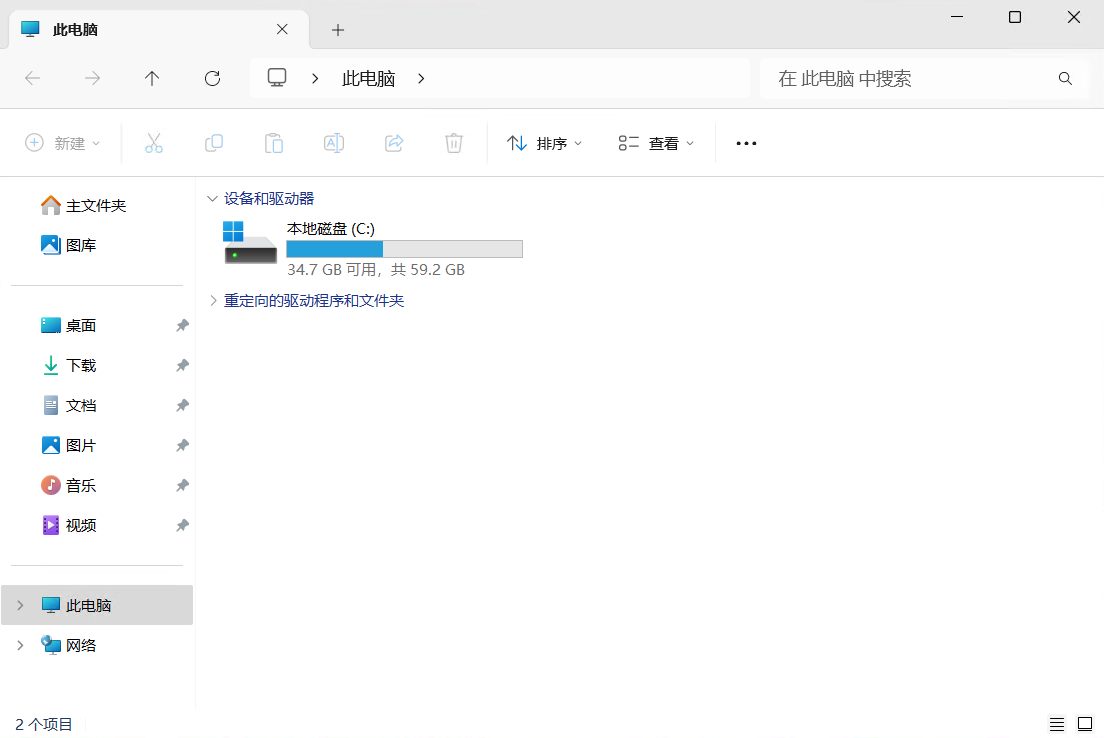 此电脑
此电脑
在 此电脑 中搜索
新建
排序
查看
主文件夹
图库
桌面
下载
文档
图片
音乐
视频
此电脑
网络
设备和驱动器
本地磁盘 (C:)
34.7 GB 可用，共 59.2 GB
重定向的驱动程序和文件夹
2 个项目